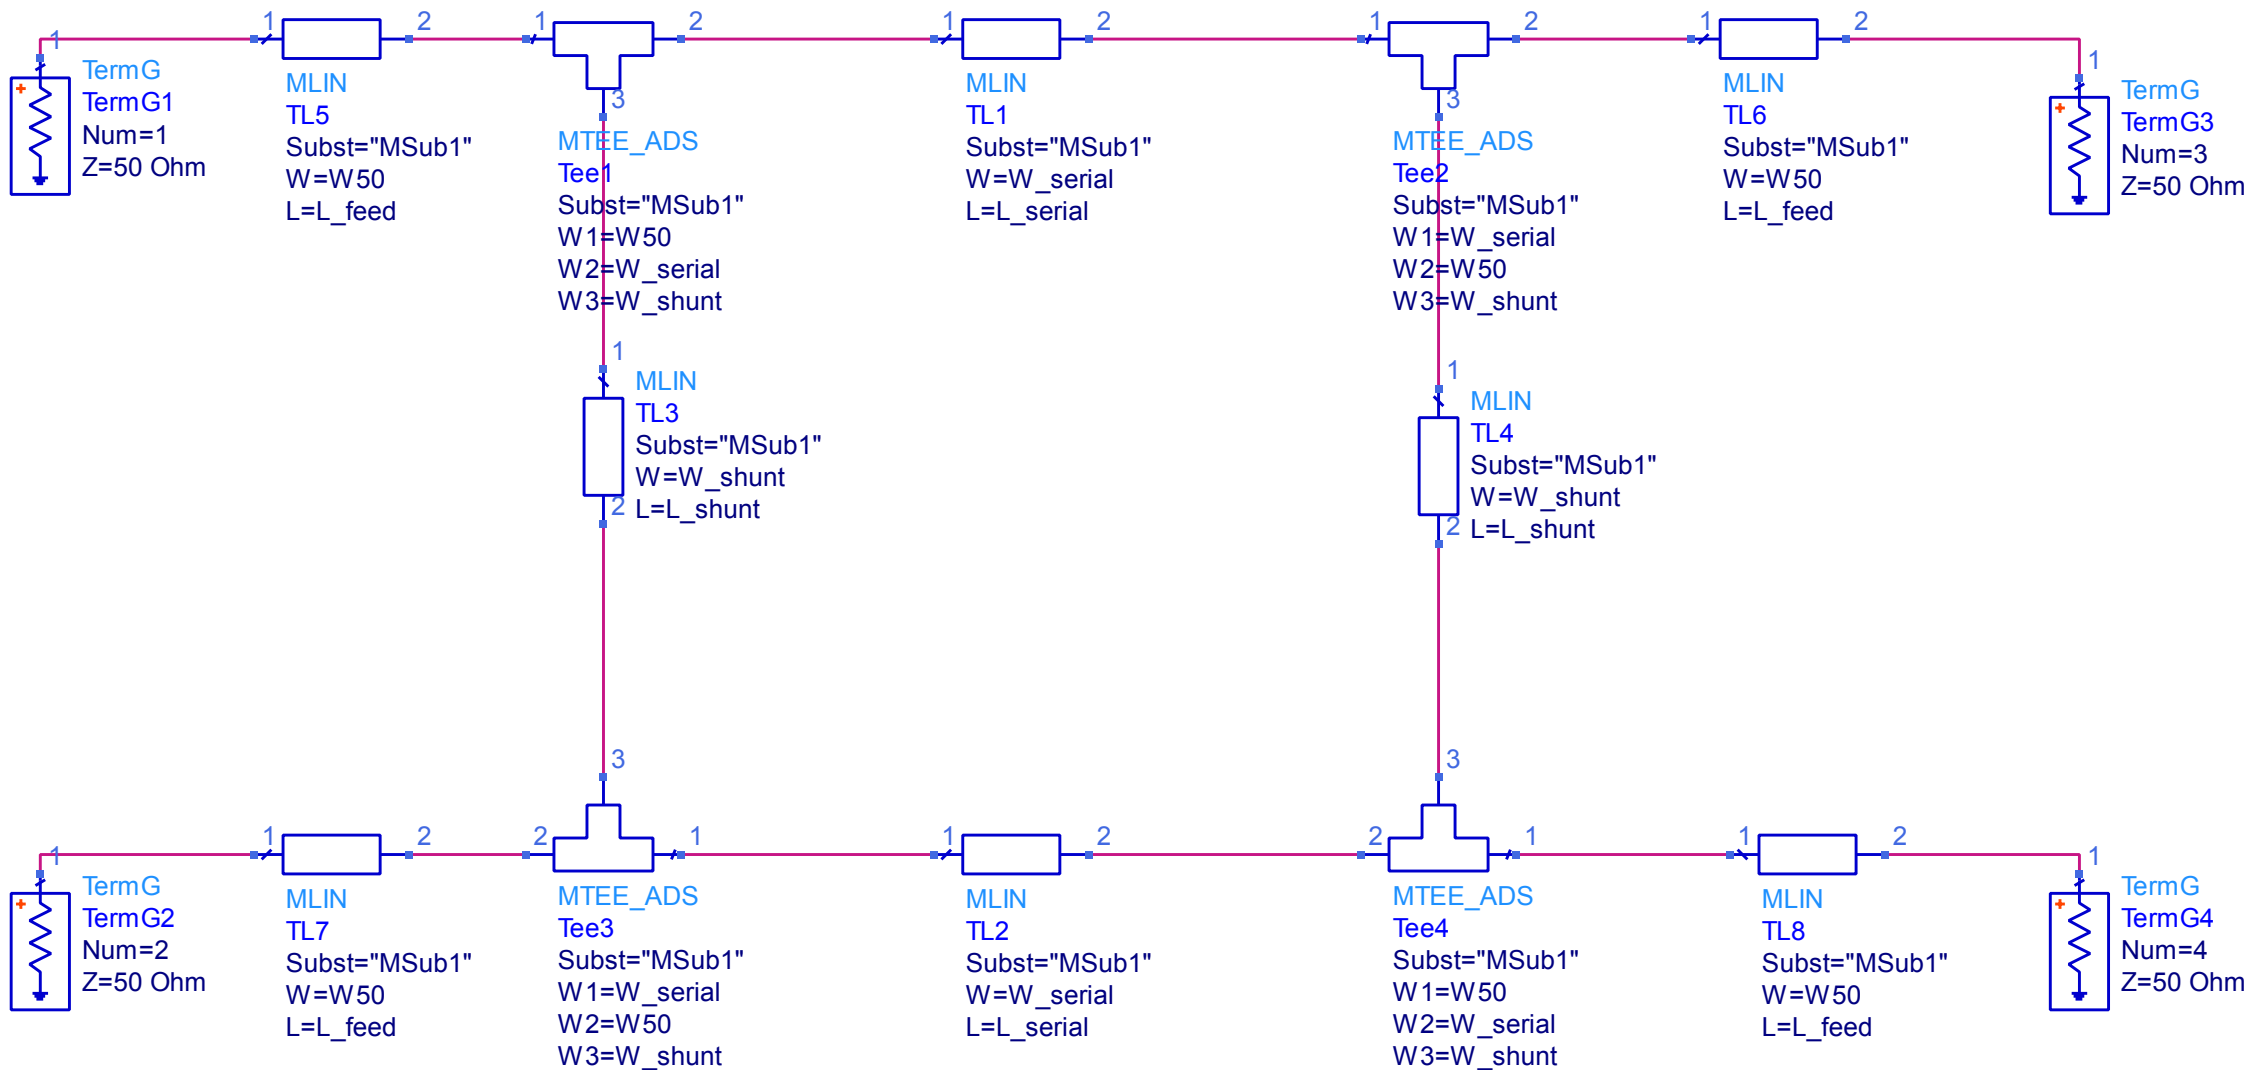 1 2 1 2 1 2 1 2 1 2
1
TermG
TermG1
Num=1
Z=50 Ohm
MLIN
TL5
Subst="MSub1"
W=W50
L=L_feed
3
MTEE_ADS
Tee1
Subst="MSub1"
W1=W50
W2=W_serial
W3=W_shunt
MLIN
TL1
Subst="MSub1"
W=W_serial
L=L_serial
3
MTEE_ADS
Tee2
Subst="MSub1"
W1=W_serial
W2=W50
W3=W_shunt
MLIN
TL6
Subst="MSub1"
W=W50
L=L_feed
1
TermG
TermG3
Num=3
Z=50 Ohm
1
MLIN
TL3
Subst="MSub1"
W=W_shunt
L=L_shunt
2
1
MLIN
TL4
Subst="MSub1"
W=W_shunt
L=L_shunt
2
3
3
1 2 2 1 1 2 2 1 1 2
1
TermG
TermG2
Num=2
Z=50 Ohm
MLIN
TL7
Subst="MSub1"
W=W50
L=L_feed
MTEE_ADS
Tee3
Subst="MSub1"
W1=W_serial
W2=W50
W3=W_shunt
MLIN
TL2
Subst="MSub1"
W=W_serial
L=L_serial
MTEE_ADS
Tee4
Subst="MSub1"
W1=W50
W2=W_serial
W3=W_shunt
MLIN
TL8
Subst="MSub1"
W=W50
L=L_feed
1
TermG
TermG4
Num=4
Z=50 Ohm